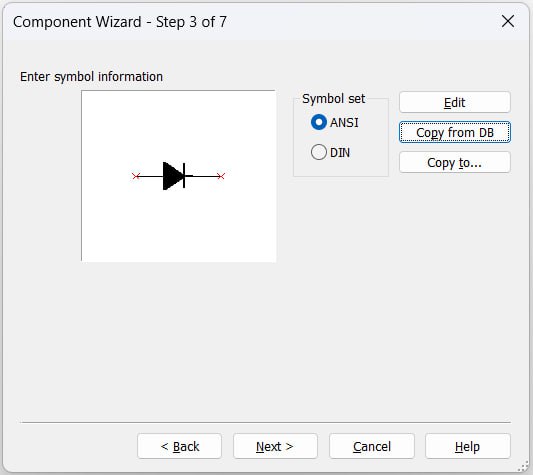 Component Wizard - Step 3 of 7
Enter symbol information
Symbol set
ANSI
DIN
Edit
Copy from DB
Copy to...
< Back
Next >
Cancel
Help